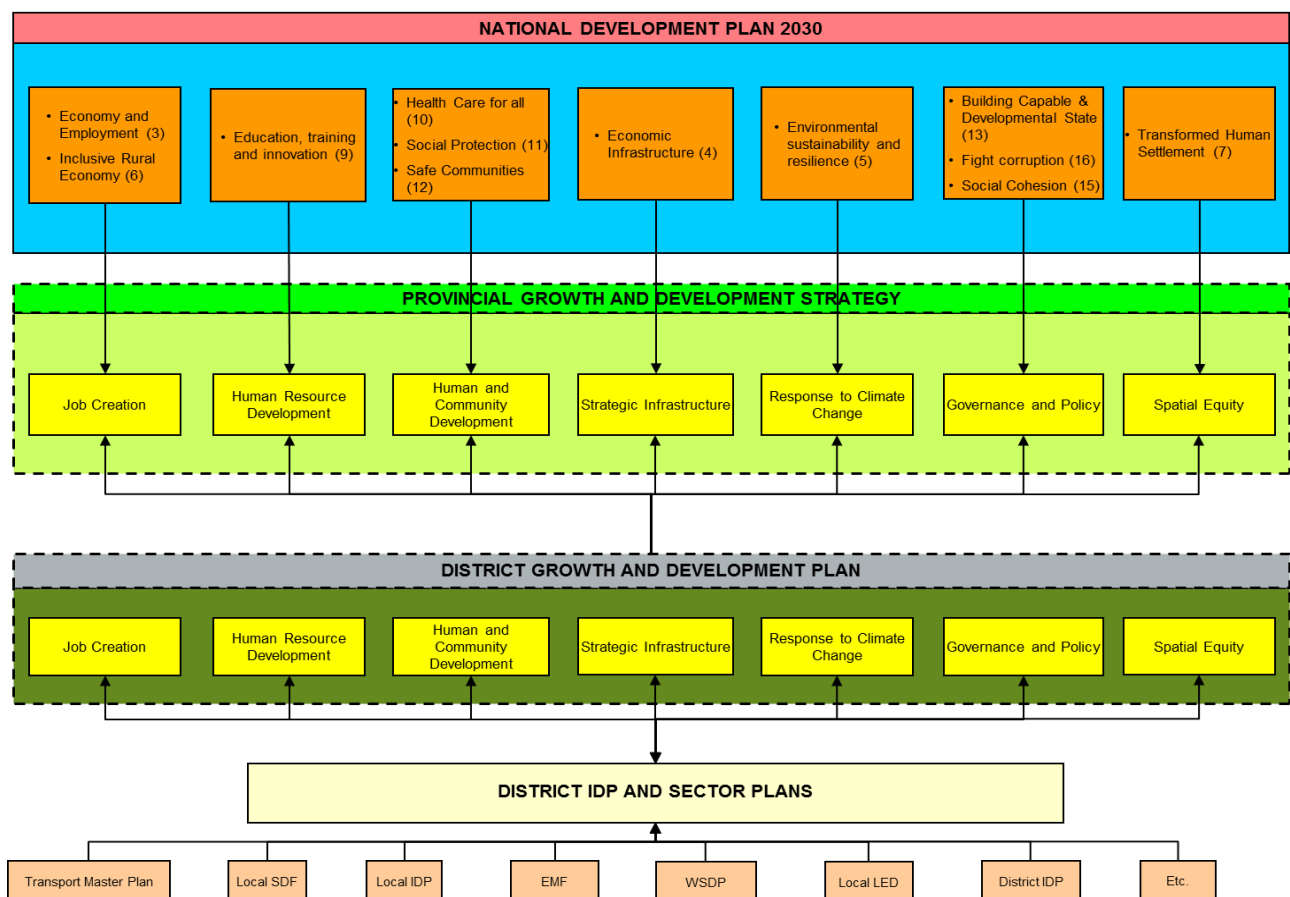 NATIONAL DEVELOPMENT PLAN 2030
• Economy and
Employment (3)
• Inclusive Rural
Economy (6)
• Education, training
and innovation (9)
• Health Care for all
(10)
• Social Protection (11)
• Safe Communities
(12)
• Economic
Infrastructure (4)
• Environmental
sustainability and
resilience (5)
• Building Capable &
Developmental State
(13)
• Fight corruption (16)
• Social Cohesion (15)
• Transformed Human
Settlement (7)
PROVINCIAL GROWTH AND DEVELOPMENT STRATEGY
Job Creation
Human Resource
Development
Human and
Community
Development
Strategic Infrastructure
Response to Climate
Change
Governance and Policy
Spatial Equity
DISTRICT GROWTH AND DEVELOPMENT PLAN
Job Creation
Human Resource
Development
Human and
Community
Development
Strategic Infrastructure
Response to Climate
Change
Governance and Policy
Spatial Equity
DISTRICT IDP AND SECTOR PLANS
Transport Master Plan
Local SDF
Local IDP
EMF
WSDP
Local LED
District IDP
Etc.